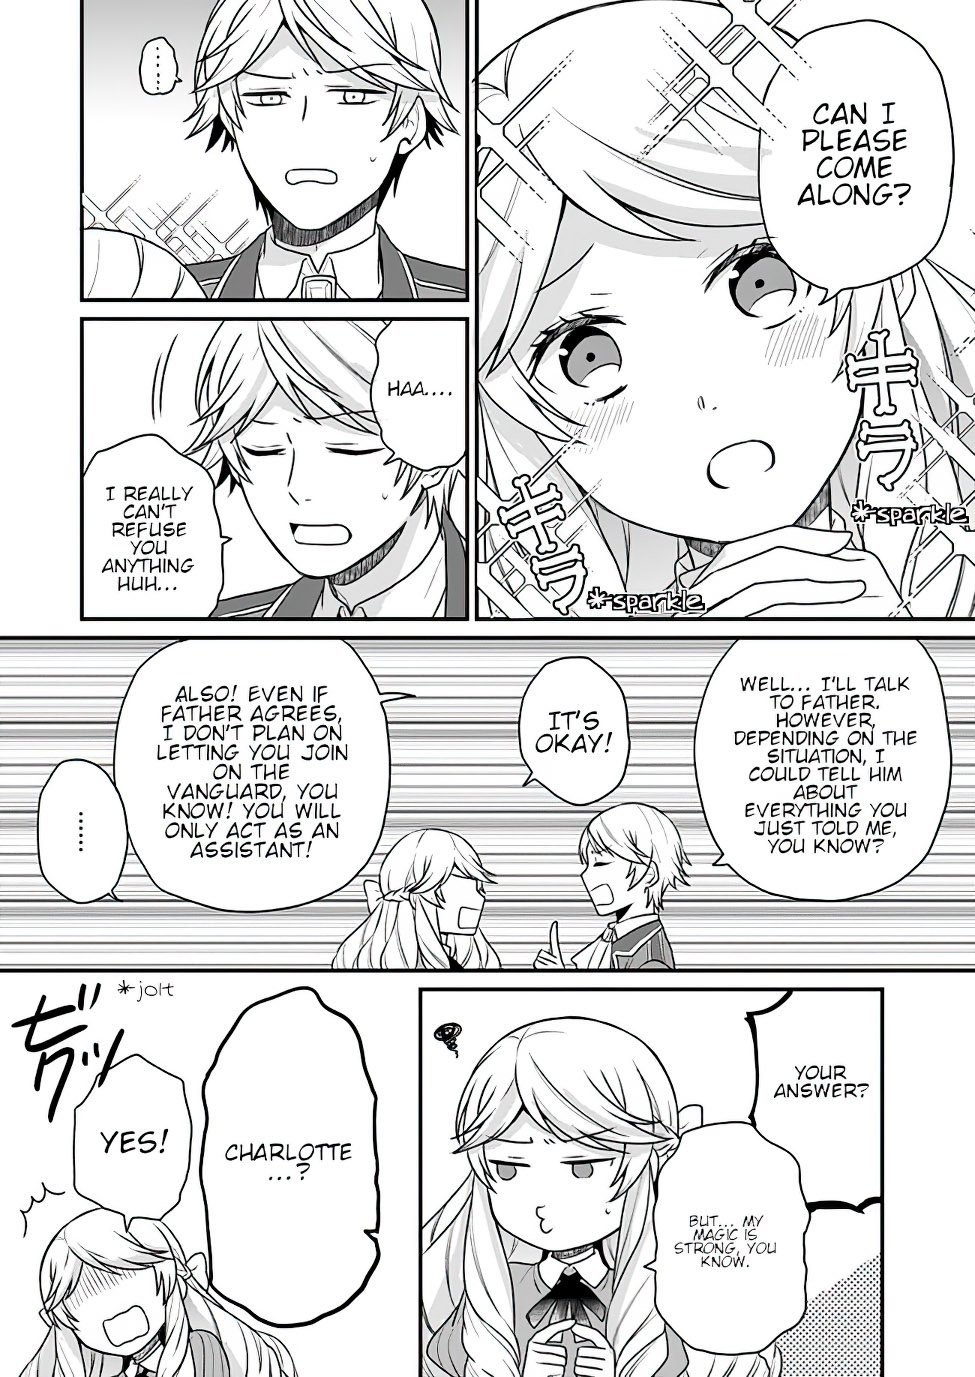 CAN I
PLEASE
COME
ALONG?
キラ
*sparkle
キラ
*sparkle
......
HAA....
I REALLY
CAN'T
REFUSE
YOU
ANYTHING
HUH...
WELL... I'LL TALK
TO FATHER.
HOWEVER,
DEPENDING ON THE
SITUATION, I
COULD TELL HIM
ABOUT
EVERYTHING YOU
JUST TOLD ME,
YOU KNOW?
IT'S
OKAY!
ALSO! EVEN IF
FATHER AGREES,
I DON'T PLAN ON
LETTING YOU JOIN
ON THE
VANGUARD, YOU
KNOW! YOU WILL
ONLY ACT AS AN
ASSISTANT!
......
YOUR
ANSWER?
BUT... MY
MAGIC IS
STRONG, YOU
KNOW.
CHARLOTTE
...?
YES!
ビクッ
*jolt